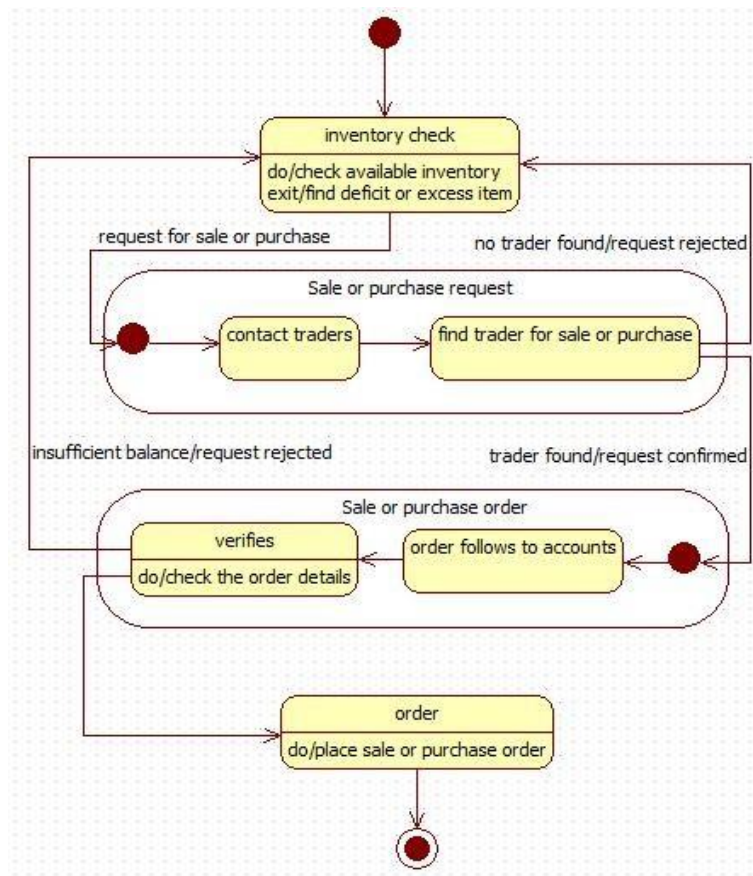 inventory check
do/check available inventory
exit/find deficit or excess item
request for sale or purchase
no trader found/request rejected
Sale or purchase request
contact traders
find trader for sale or purchase
insufficient balance/request rejected
trader found/request confirmed
Sale or purchase order
verifies
do/check the order details
order follows to accounts
order
do/place sale or purchase order